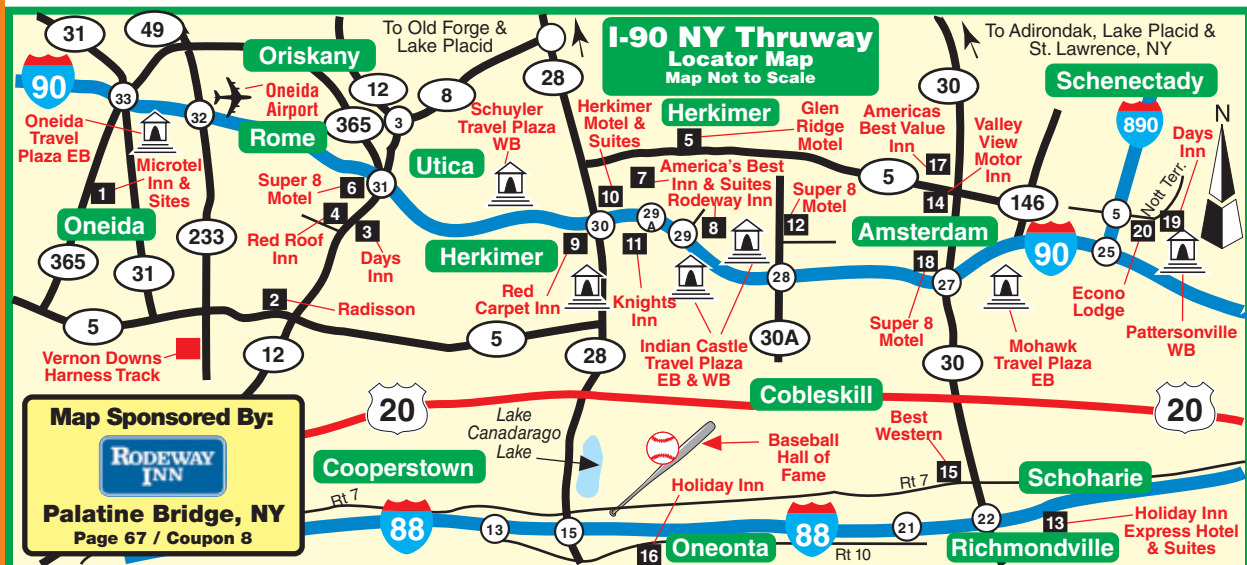 31
49
To Old Forge &
Lake Placid
I-90 NY Thruway
Locator Map
Map Not to Scale
To Adirondak, Lake Placid &
St. Lawrence, NY
Oriskany
28
30
Schenectady
90
33
Oneida
Airport
12
8
Schuyler
Travel Plaza
WB
Herkimer
Motel &
Suites
Herkimer
5
Glen
Ridge
Motel
Americas
Best Value
Inn
17
Valley
View
Motor
Inn
890
N
Days
Inn
Oneida
Travel
Plaza EB
32
Rome
365
3
Utica
Microtel
Inn &
Sites
1
Super 8
Motel
6
31
10
7
America's Best
Inn & Suites
Rodeway Inn
8
Super 8
Motel
12
5
14
146
Nott Terr.
19
Oneida
233
4
Red Roof
Inn
3
Days
Inn
Herkimer
9
30
29
A
29
11
Amsterdam
18
90
5
20
25
365
31
Red
Carpet Inn
Knights
Inn
28
27
Econo
Lodge
2
Radisson
5
12
5
28
Indian Castle
Travel Plaza
EB & WB
30A
Super 8
Motel
30
Mohawk
Travel Plaza
EB
Pattersonville
WB
Vernon Downs
Harness Track
20
Cobleskill
20
Map Sponsored By:
RODEWAY
INN
Palatine Bridge, NY
Page 67 / Coupon 8
Lake
Canadarago
Lake
Baseball
Hall of
Fame
Best
Western
15
Cooperstown
Holiday Inn
Rt 7
Rt 7
Schoharie
88
13
15
16
Oneonta
88
Rt 10
21
22
Richmondville
13
Holiday Inn
Express Hotel
& Suites